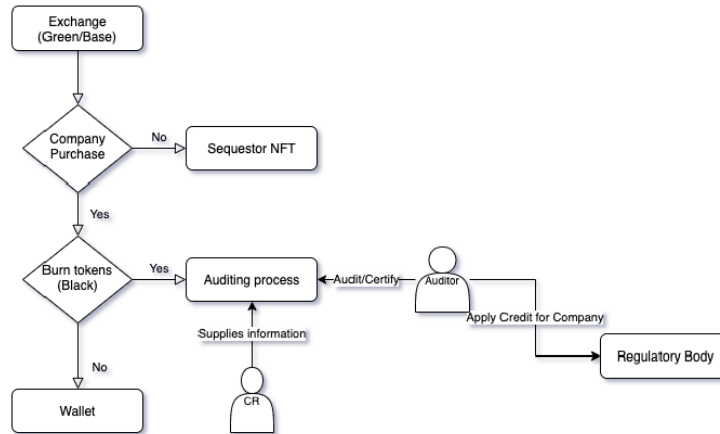 Exchange
(Green/Base)
Company
Purchase
No
Sequestor NFT
Yes
Burn tokens
(Black)
Yes
Auditing process
Audit/Certify
Auditor
Apply Credit for Company
Supplies information
Regulatory Body
No
CR
Wallet